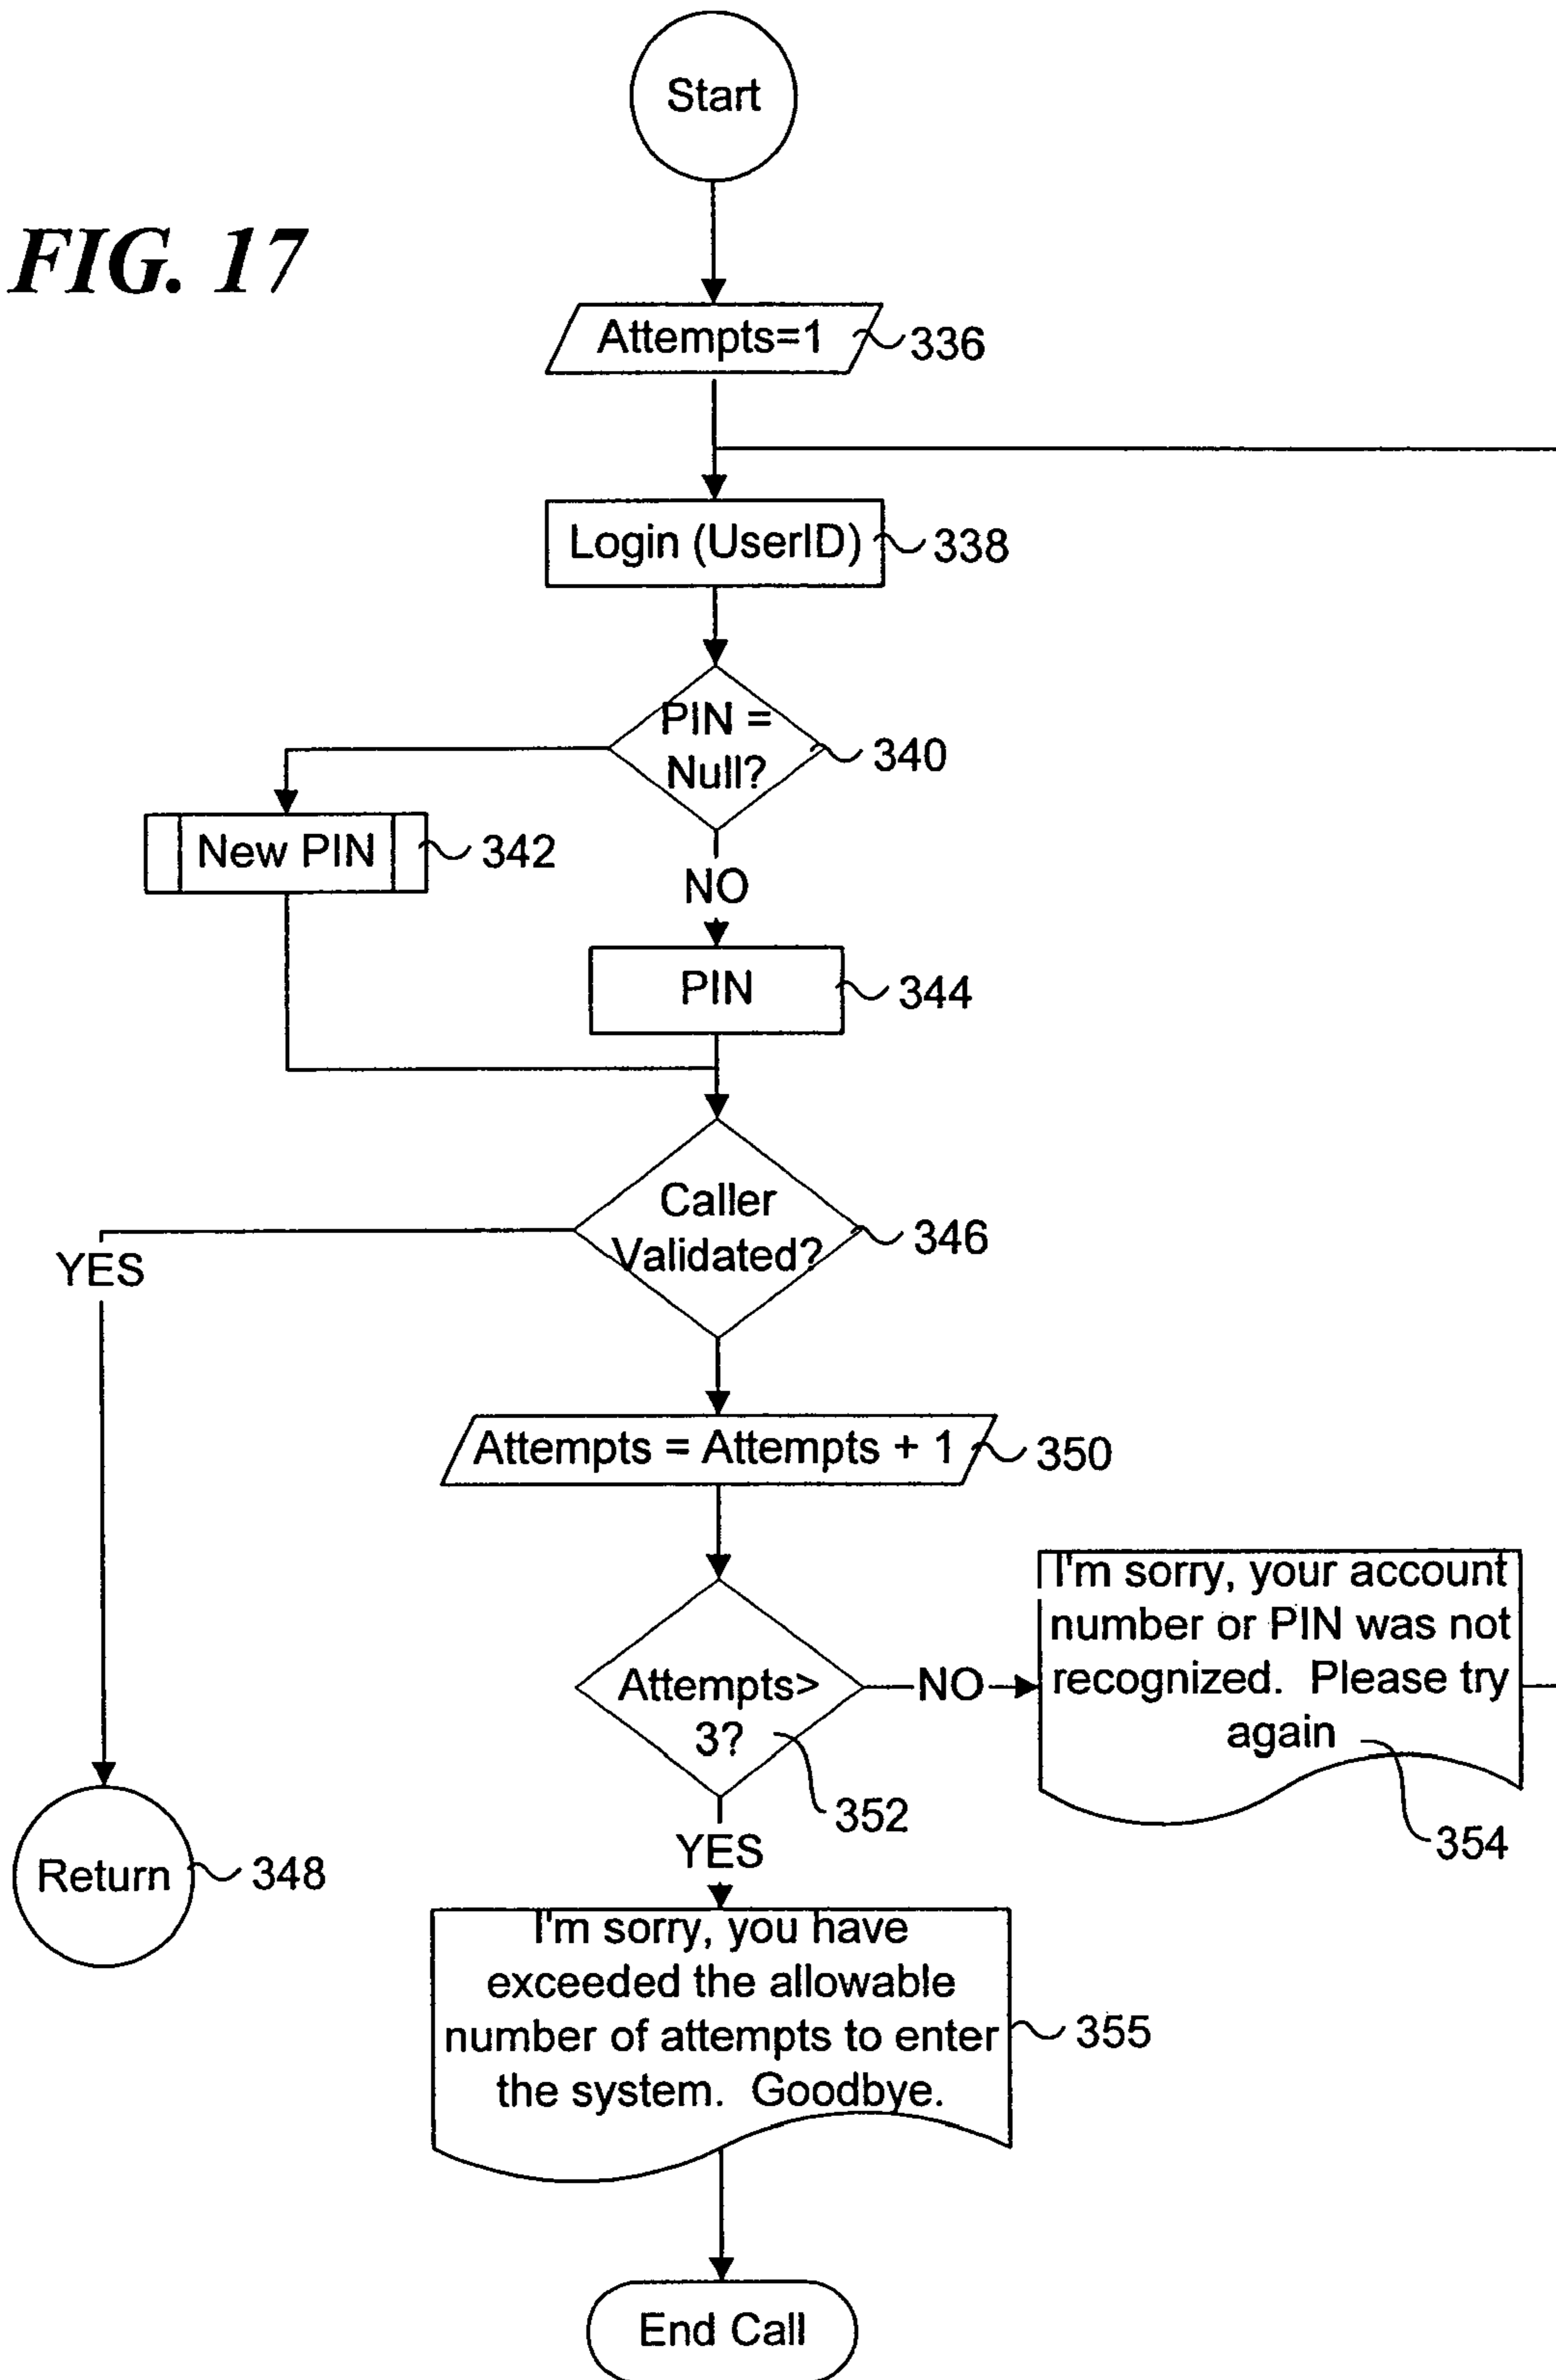 Start
FIG. 17
Attempts=1
336
Login (UserID)
338
PIN =
Null?
340
New PIN
342
NO
PIN
344
Caller
Validated?
346
YES
Attempts = Attempts + 1
350
I'm sorry, your account
number or PIN was not
recognized. Please try
again
354
Attempts>
3?
NO
352
YES
Return
348
I'm sorry, you have
exceeded the allowable
number of attempts to enter
the system. Goodbye.
355
End Call